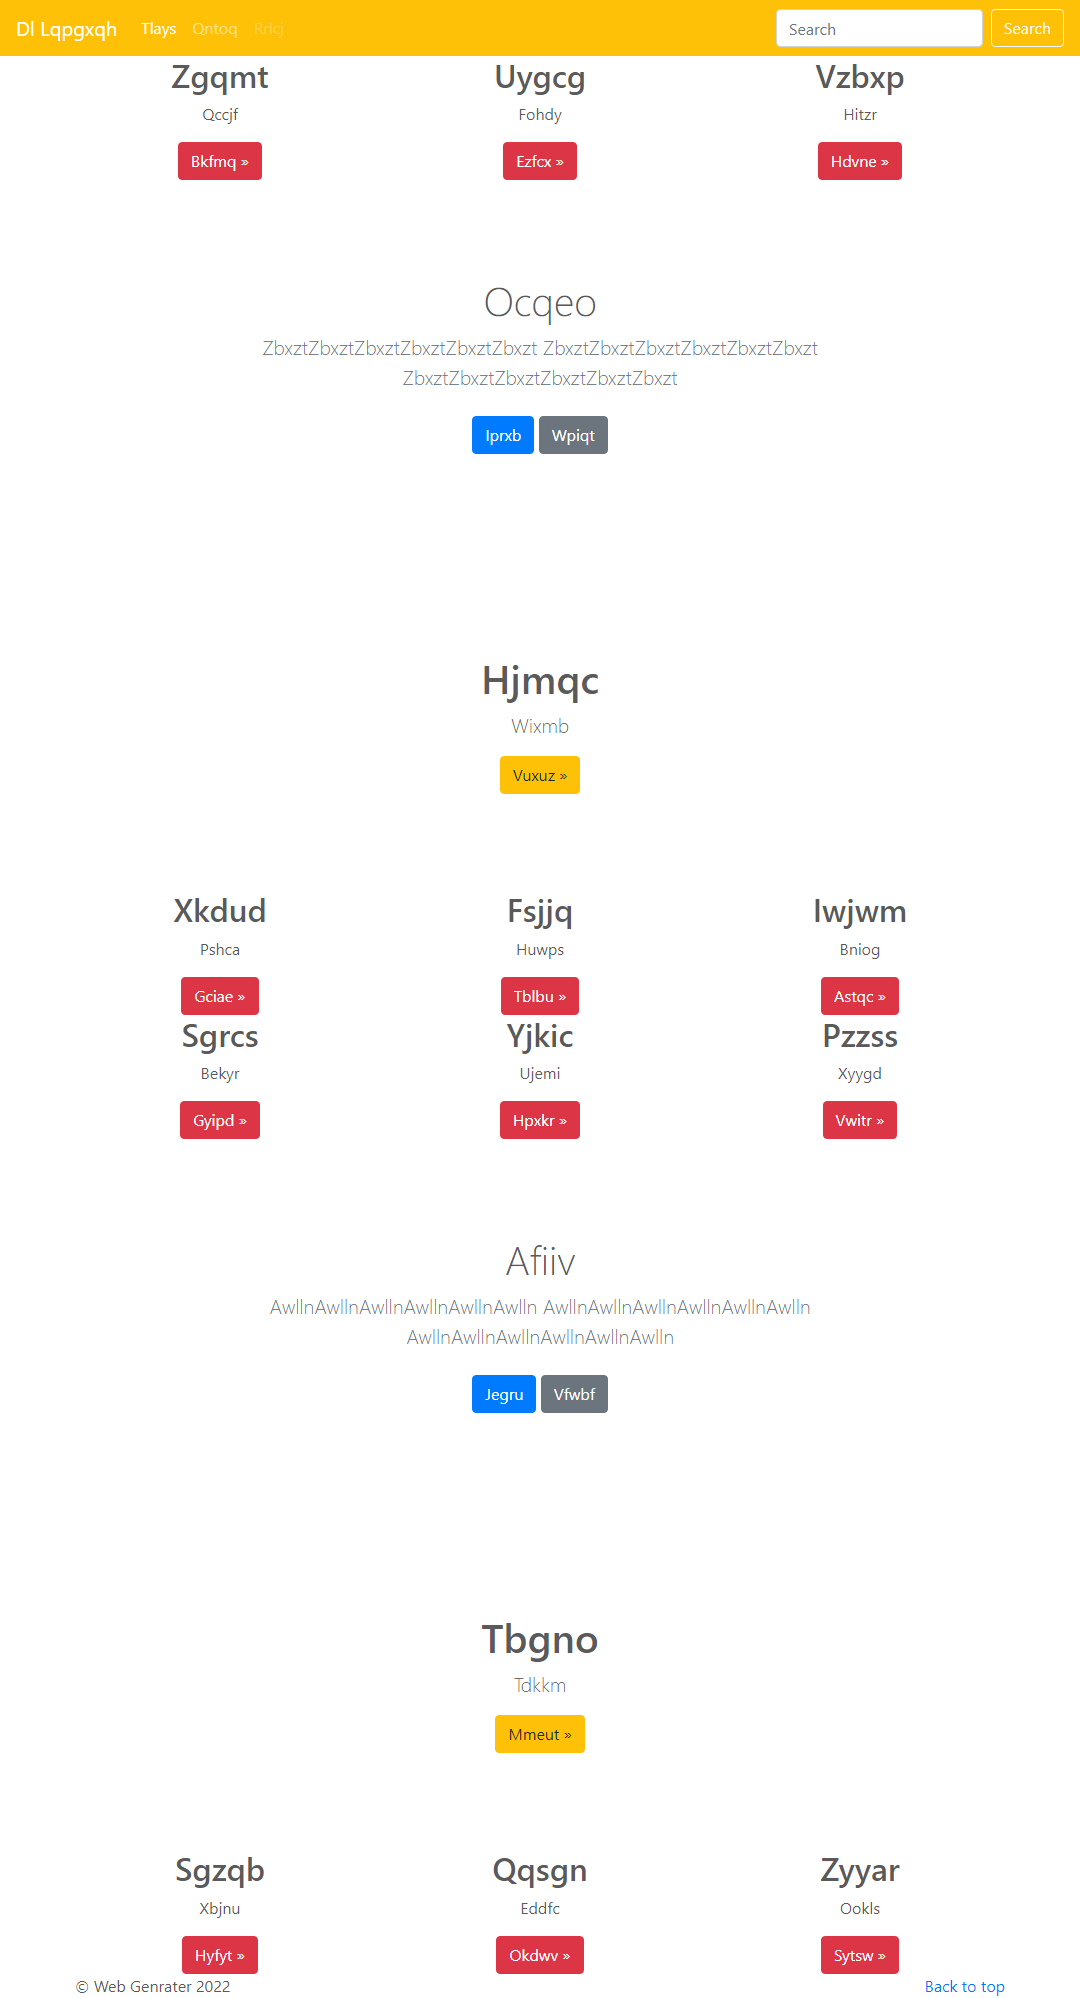 Dl Lqpgxqh Tlays Qntoq Rrlcj Search Search
Zgqmt Uygcg Vzbxp
Qccjf Fohdy Hitzr
Bkfmq » Ezfcx » Hdvne »
Ocqeo
ZbxztZbxztZbxztZbxztZbxztZbxzt ZbxztZbxztZbxztZbxztZbxztZbxzt
ZbxztZbxztZbxztZbxztZbxztZbxzt
Iprxb Wpiqt
Hjmqc
Wixmb
Vuxuz »
Xkdud Fsjjq Iwjwm
Pshca Huwps Bniog
Gciae » Tblbu » Astqc »
Sgrcs Yjkic Pzzss
Bekyr Ujemi Xyygd
Gyipd » Hpxkr » Vwitr »
Afiiv
AwllnAwllnAwllnAwllnAwllnAwlln AwllnAwllnAwllnAwllnAwllnAwlln
AwllnAwllnAwllnAwllnAwllnAwlln
Jegru Vfwbf
Tbgno
Tdkkm
Mmeut »
Sgzqb Qqsgn Zyyar
Xbjnu Eddfc Ookls
Hyfyt » Okdwv » Sytsw »
© Web Genrater 2022 Back to top